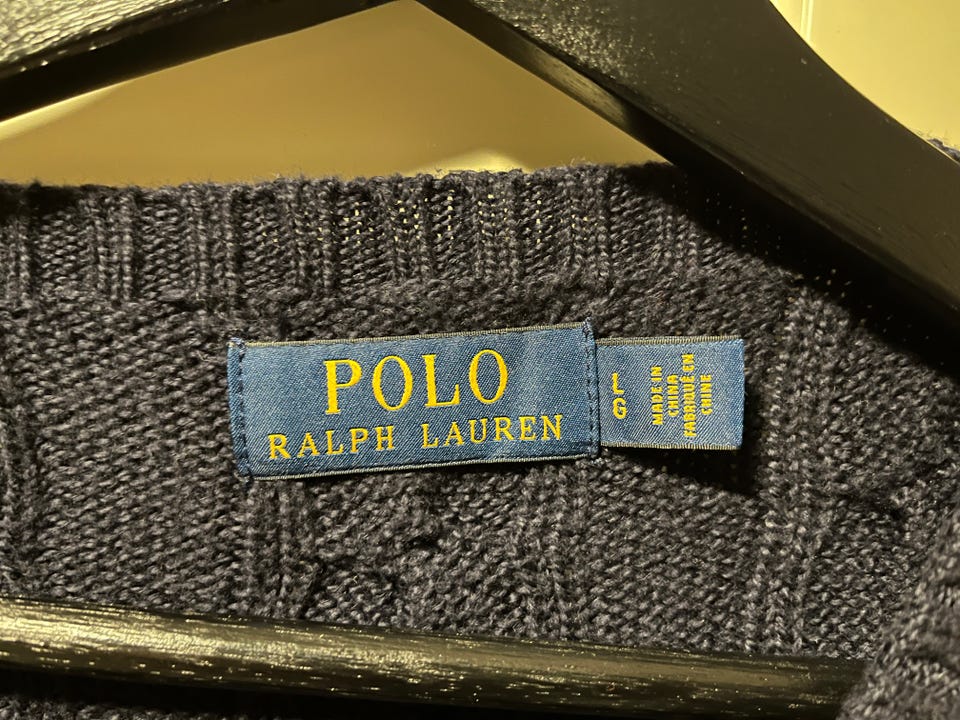 POLO
RALPH LAUREN
L
G
MADE IN
CHINA
FABRIQUÉ EN
CHINE